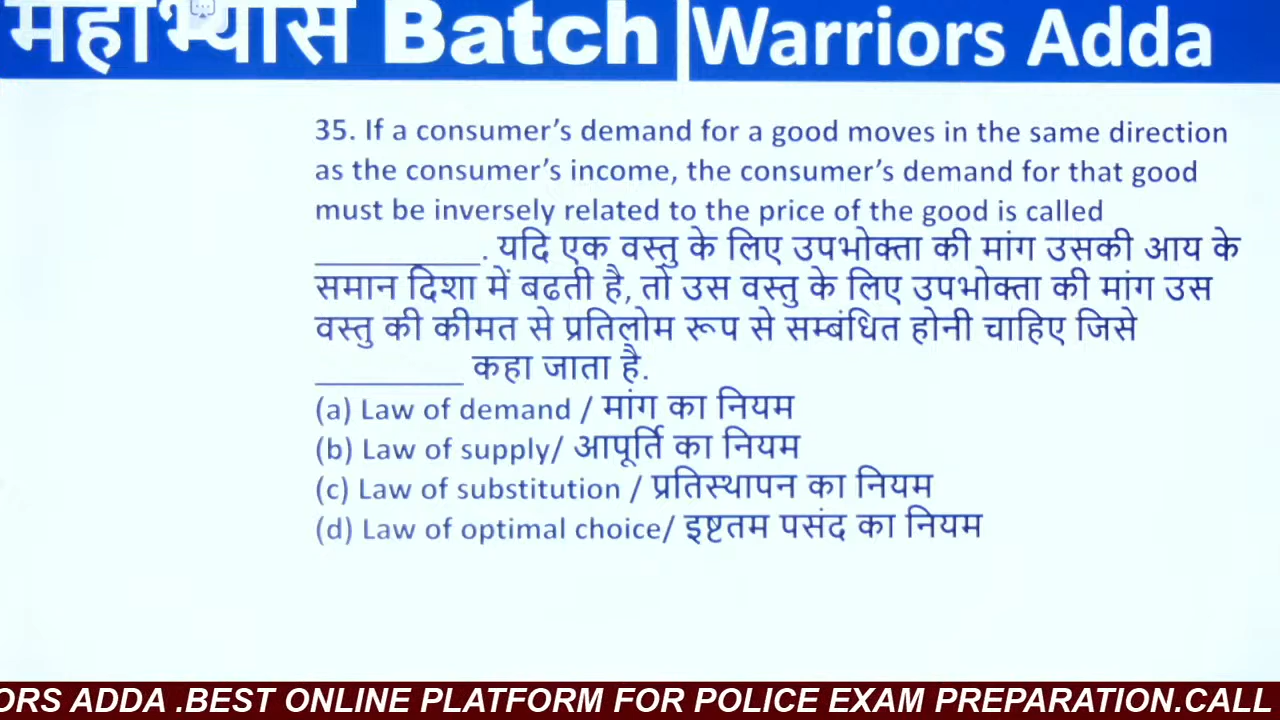 महाभ्यास Batch Warriors Adda
35. If a consumer’s demand for a good moves in the same direction
as the consumer’s income, the consumer’s demand for that good
must be inversely related to the price of the good is called
___________. यदि एक वस्तु के लिए उपभोक्ता की मांग उसकी आय के
समान दिशा में बढती है, तो उस वस्तु के लिए उपभोक्ता की मांग उस
वस्तु की कीमत से प्रतिलोम रूप से सम्बंधित होनी चाहिए जिसे
__________ कहा जाता है.
(a) Law of demand / मांग का नियम
(b) Law of supply/ आपूर्ति का नियम
(c) Law of substitution / प्रतिस्थापन का नियम
(d) Law of optimal choice/ इष्टतम पसंद का नियम
ORS ADDA .BEST ONLINE PLATFORM FOR POLICE EXAM PREPARATION.CALL